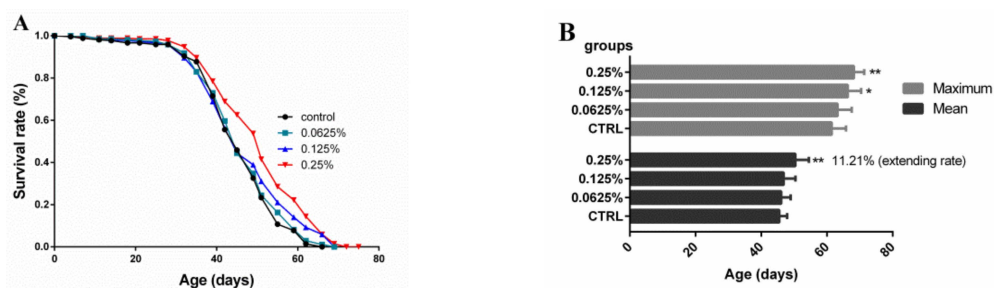 A
Survival rate (%)
1.0
0.8
0.6
0.4
0.2
0.0
0
20
40
60
80
Age (days)
control
0.0625%
0.125%
0.25%
B
groups
0.25%
**
0.125%
*
0.0625%
CTRL
0.25%
** 11.21% (extending rate)
0.125%
0.0625%
CTRL
0
20
40
60
80
Age (days)
Maximum
Mean